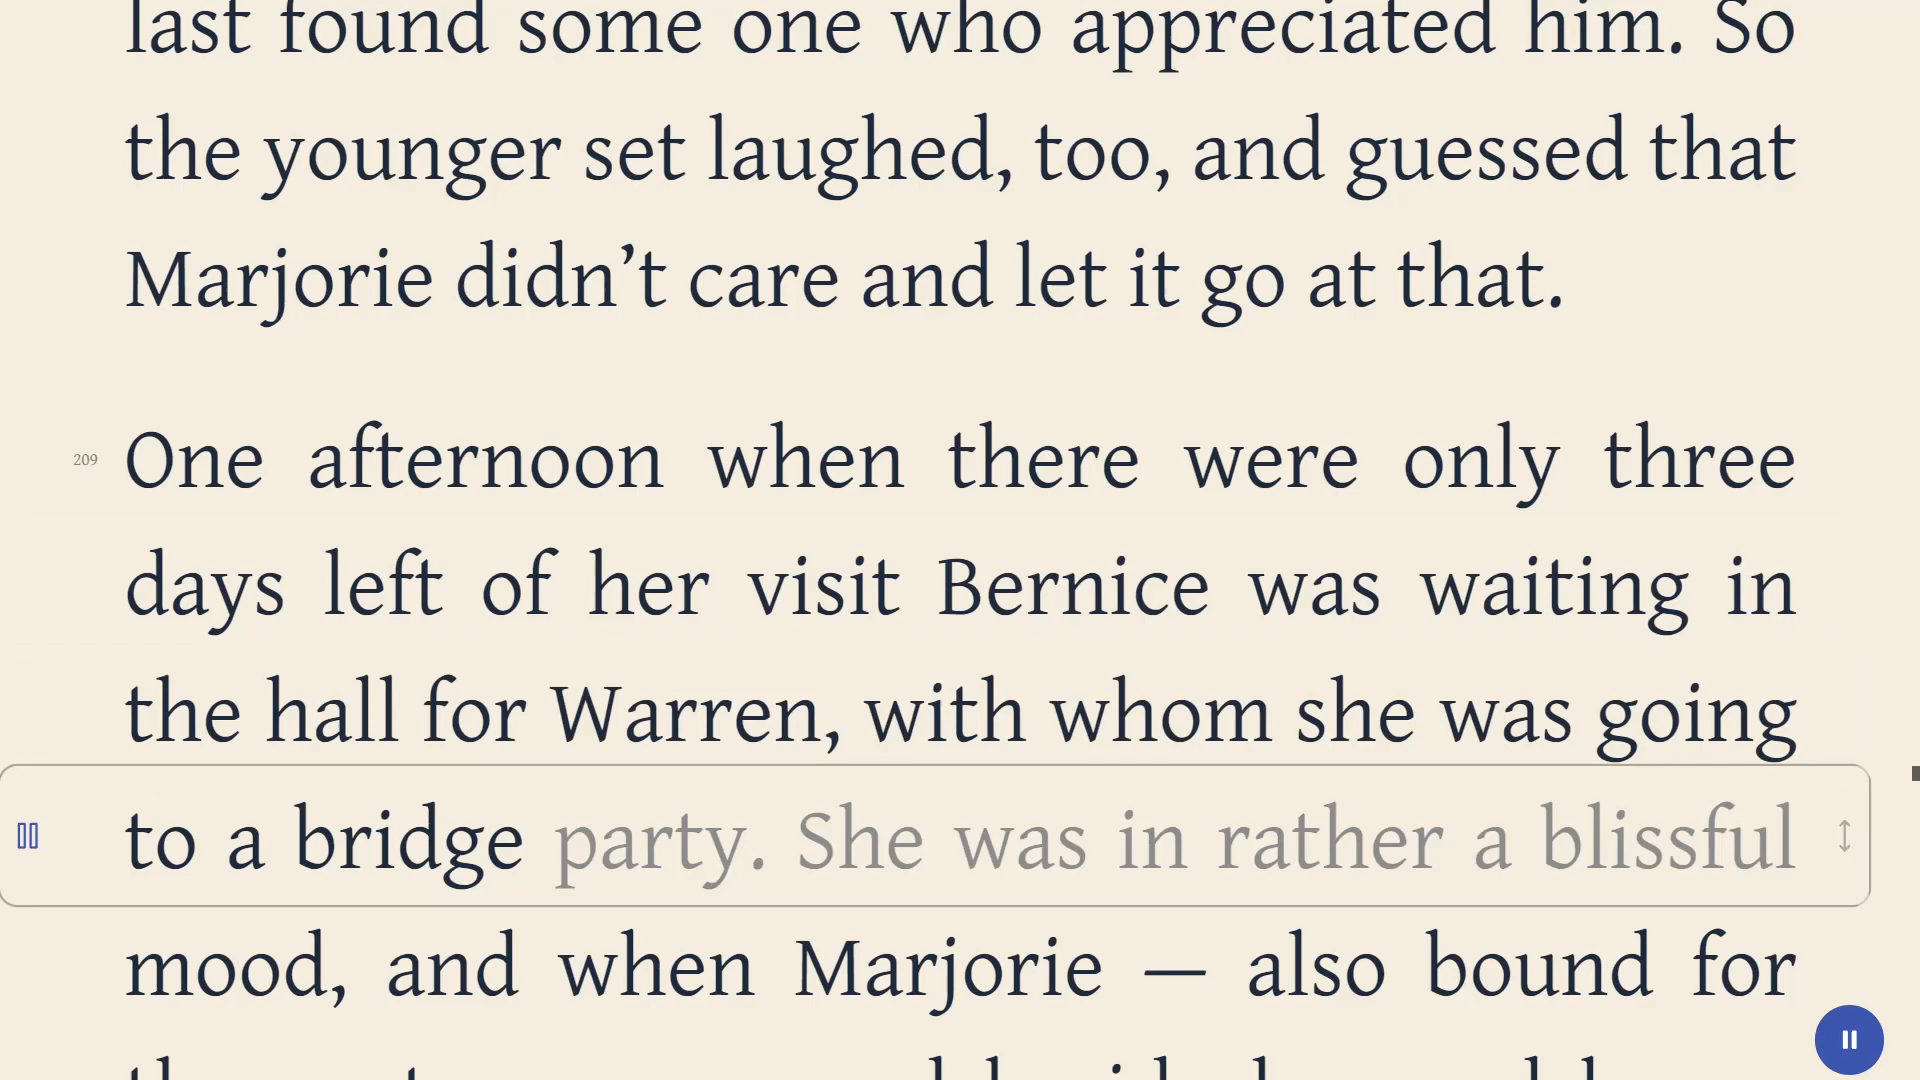 last found some one who appreciated him. So
the younger set laughed, too, and guessed that
Marjorie didn’t care and let it go at that.
209
One afternoon when there were only three
days left of her visit Bernice was waiting in
the hall for Warren, with whom she was going
to a bridge party. She was in rather a blissful
mood, and when Marjorie — also bound for